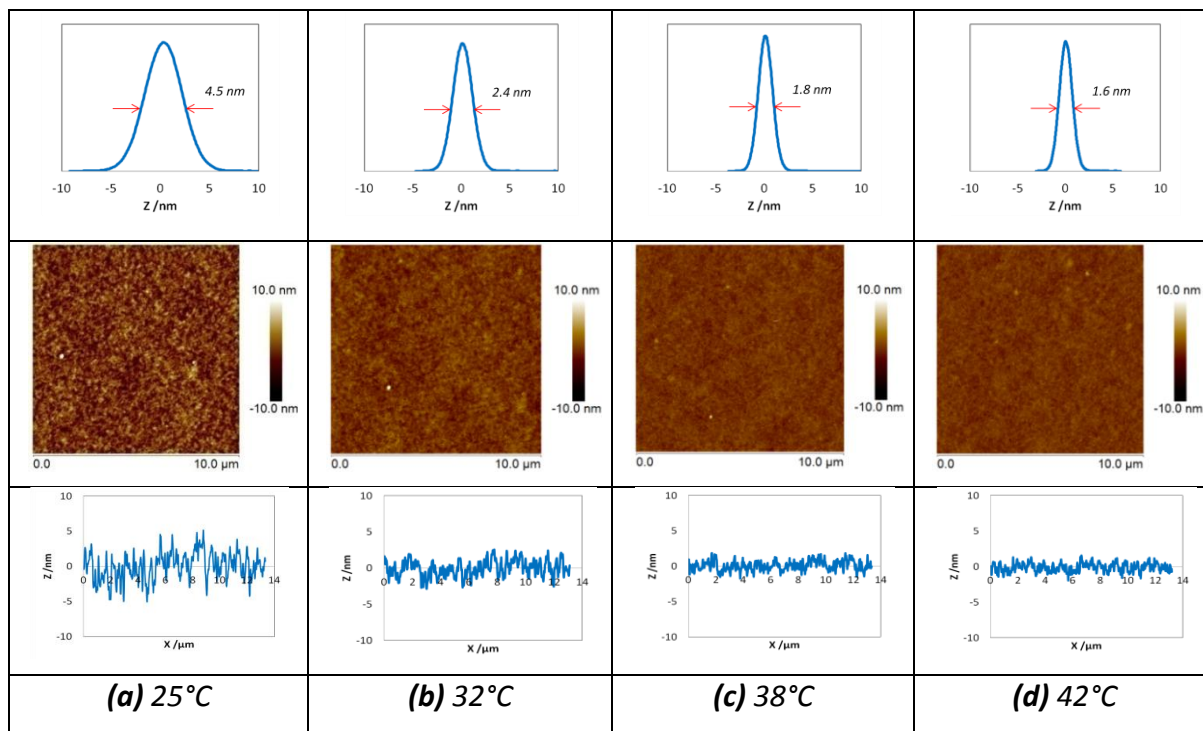 4.5 nm
-10 -5 0 5 10
Z /nm
2.4 nm
-10 -5 0 5 10
Z /nm
1.8 nm
-10 -5 0 5 10
Z /nm
1.6 nm
-10 -5 0 5 10
Z /nm
10.0 nm
-10.0 nm
0.0 10.0 µm
10.0 nm
-10.0 nm
0.0 10.0 µm
10.0 nm
-10.0 nm
0.0 10.0 µm
10.0 nm
-10.0 nm
0.0 10.0 µm
10
5
0
-5
-10
Z /nm
0 2 4 6 8 10 12 14
X /µm
10
5
0
-5
-10
Z /nm
0 2 4 6 8 10 12 14
X /µm
10
5
0
-5
-10
Z /nm
0 2 4 6 8 10 12 14
X /µm
10
5
0
-5
-10
Z /nm
0 2 4 6 8 10 12 14
X /µm
(a) 25°C
(b) 32°C
(c) 38°C
(d) 42°C